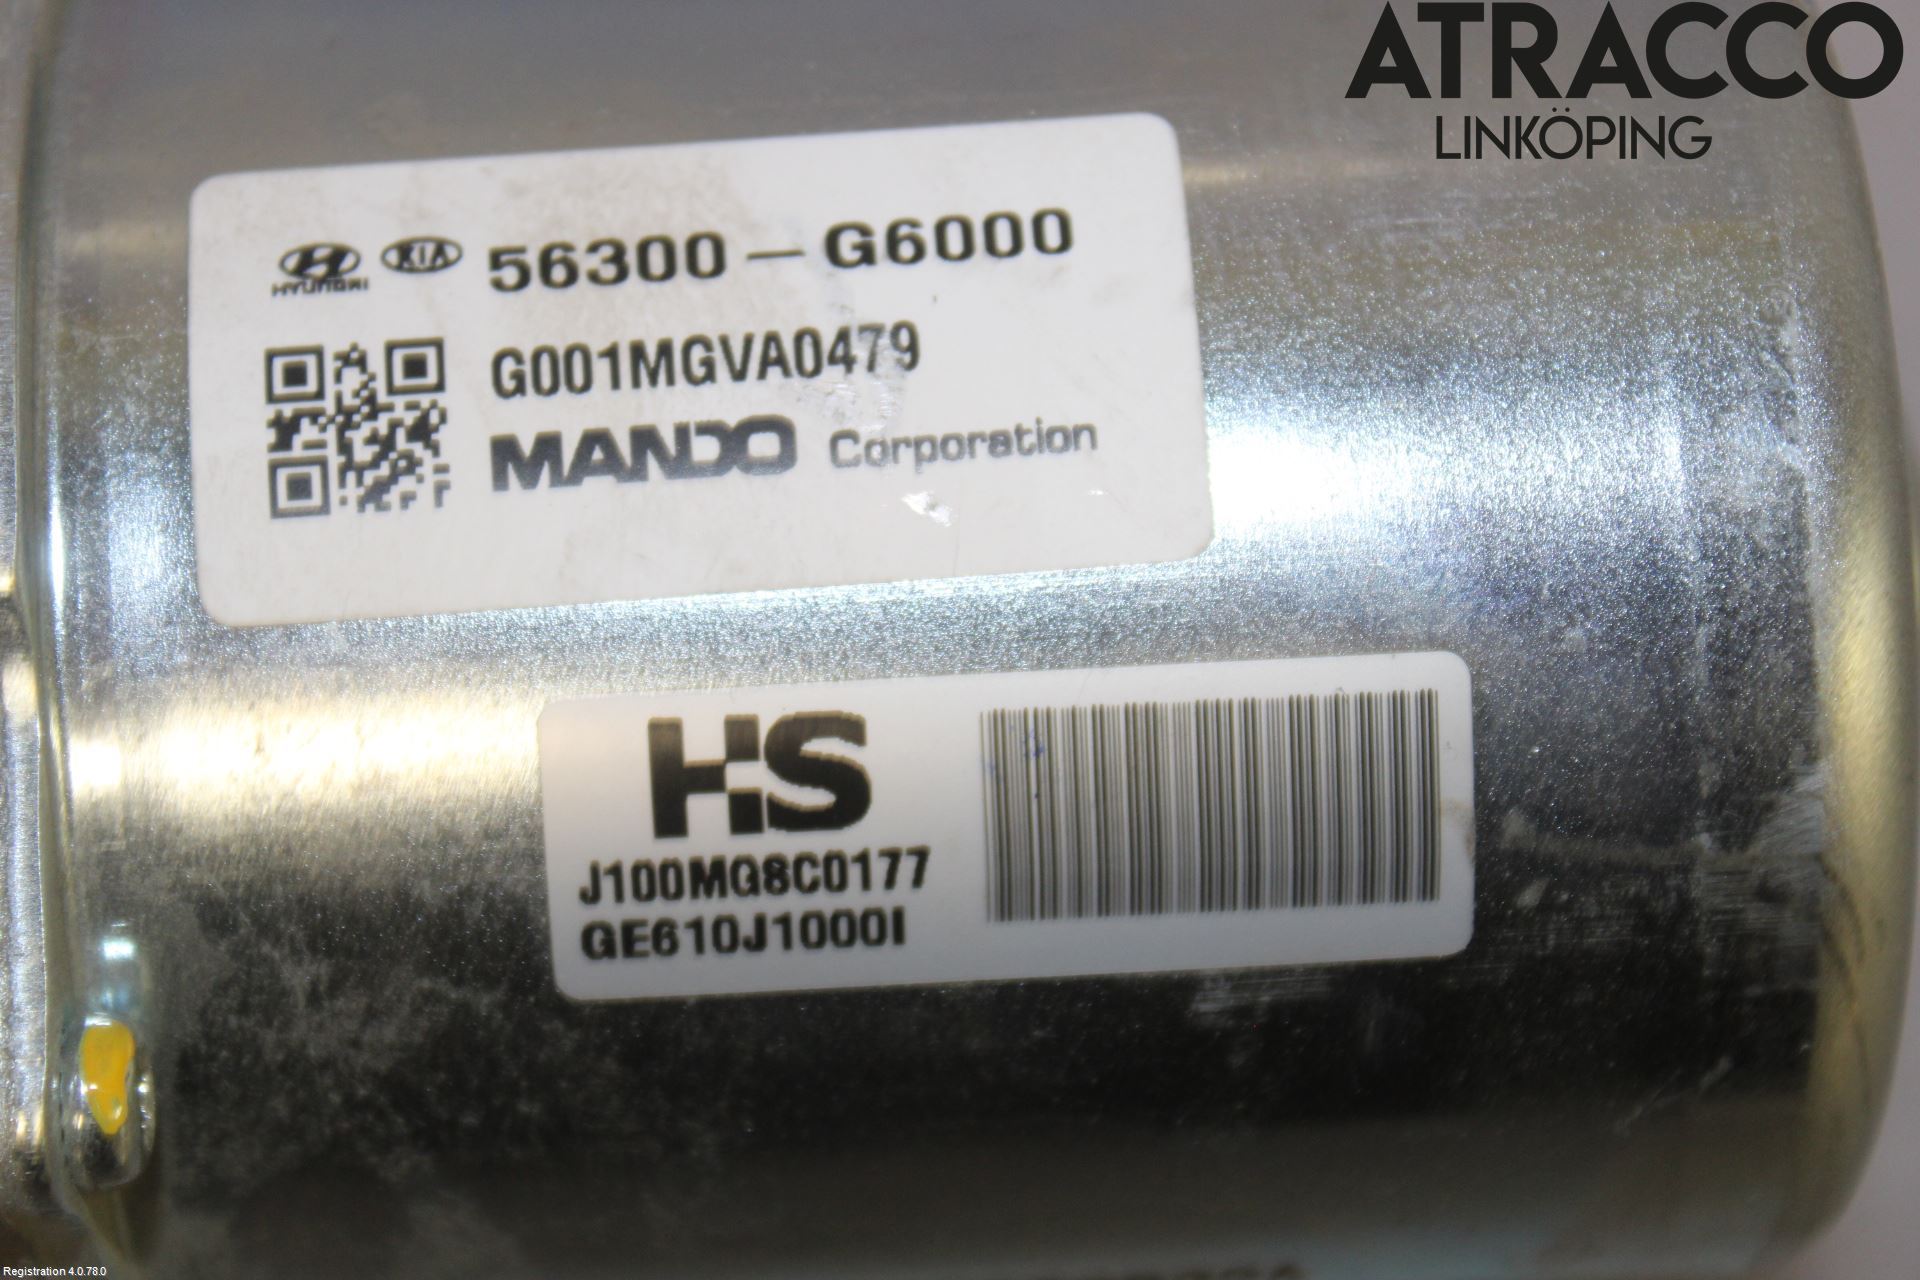 ATRACCO
LINKÖPING
HYUNDAI KIA 56300-G6000
G001MGVA0479
MANDO Corporation
HS
J100MG8C0177
GE610J1000I
Registration 4.0.78.0